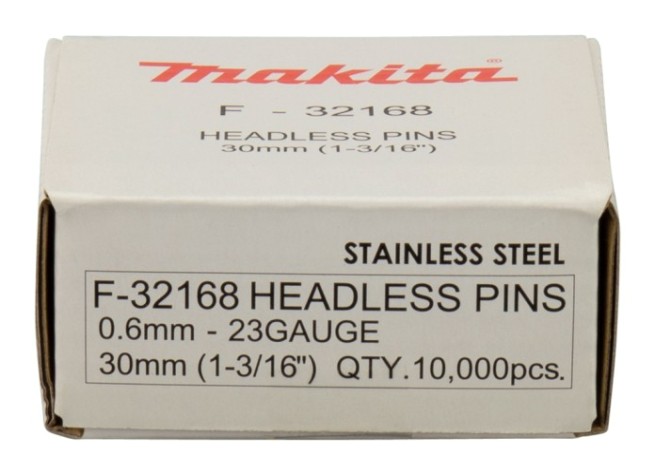 makita®
F - 32168
HEADLESS PINS
30mm (1-3/16")
STAINLESS STEEL
F-32168 HEADLESS PINS
0.6mm - 23GAUGE
30mm (1-3/16") QTY.10,000pcs.